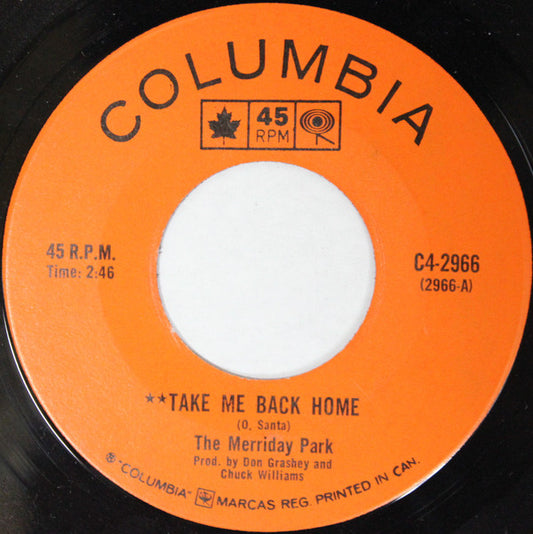 COLUMBIA
45
RPM
45 R.P.M.
Time: 2:46
C4-2966
(2966-A)
**TAKE ME BACK HOME
(O. Santa)
The Merriday Park
Prod. by Don Grashey and
Chuck Williams
® "COLUMBIA" MARCAS REG. PRINTED IN CAN.